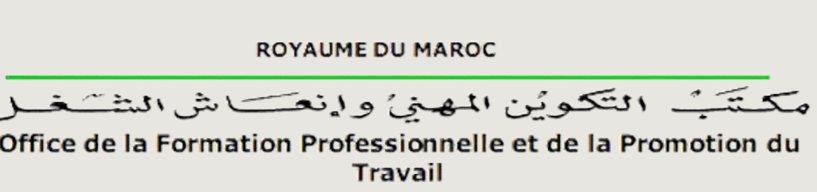 ROYAUME DU MAROC
مكتب التكوين المهني وإنعاش الشغل
Office de la Formation Professionnelle et de la Promotion du
Travail